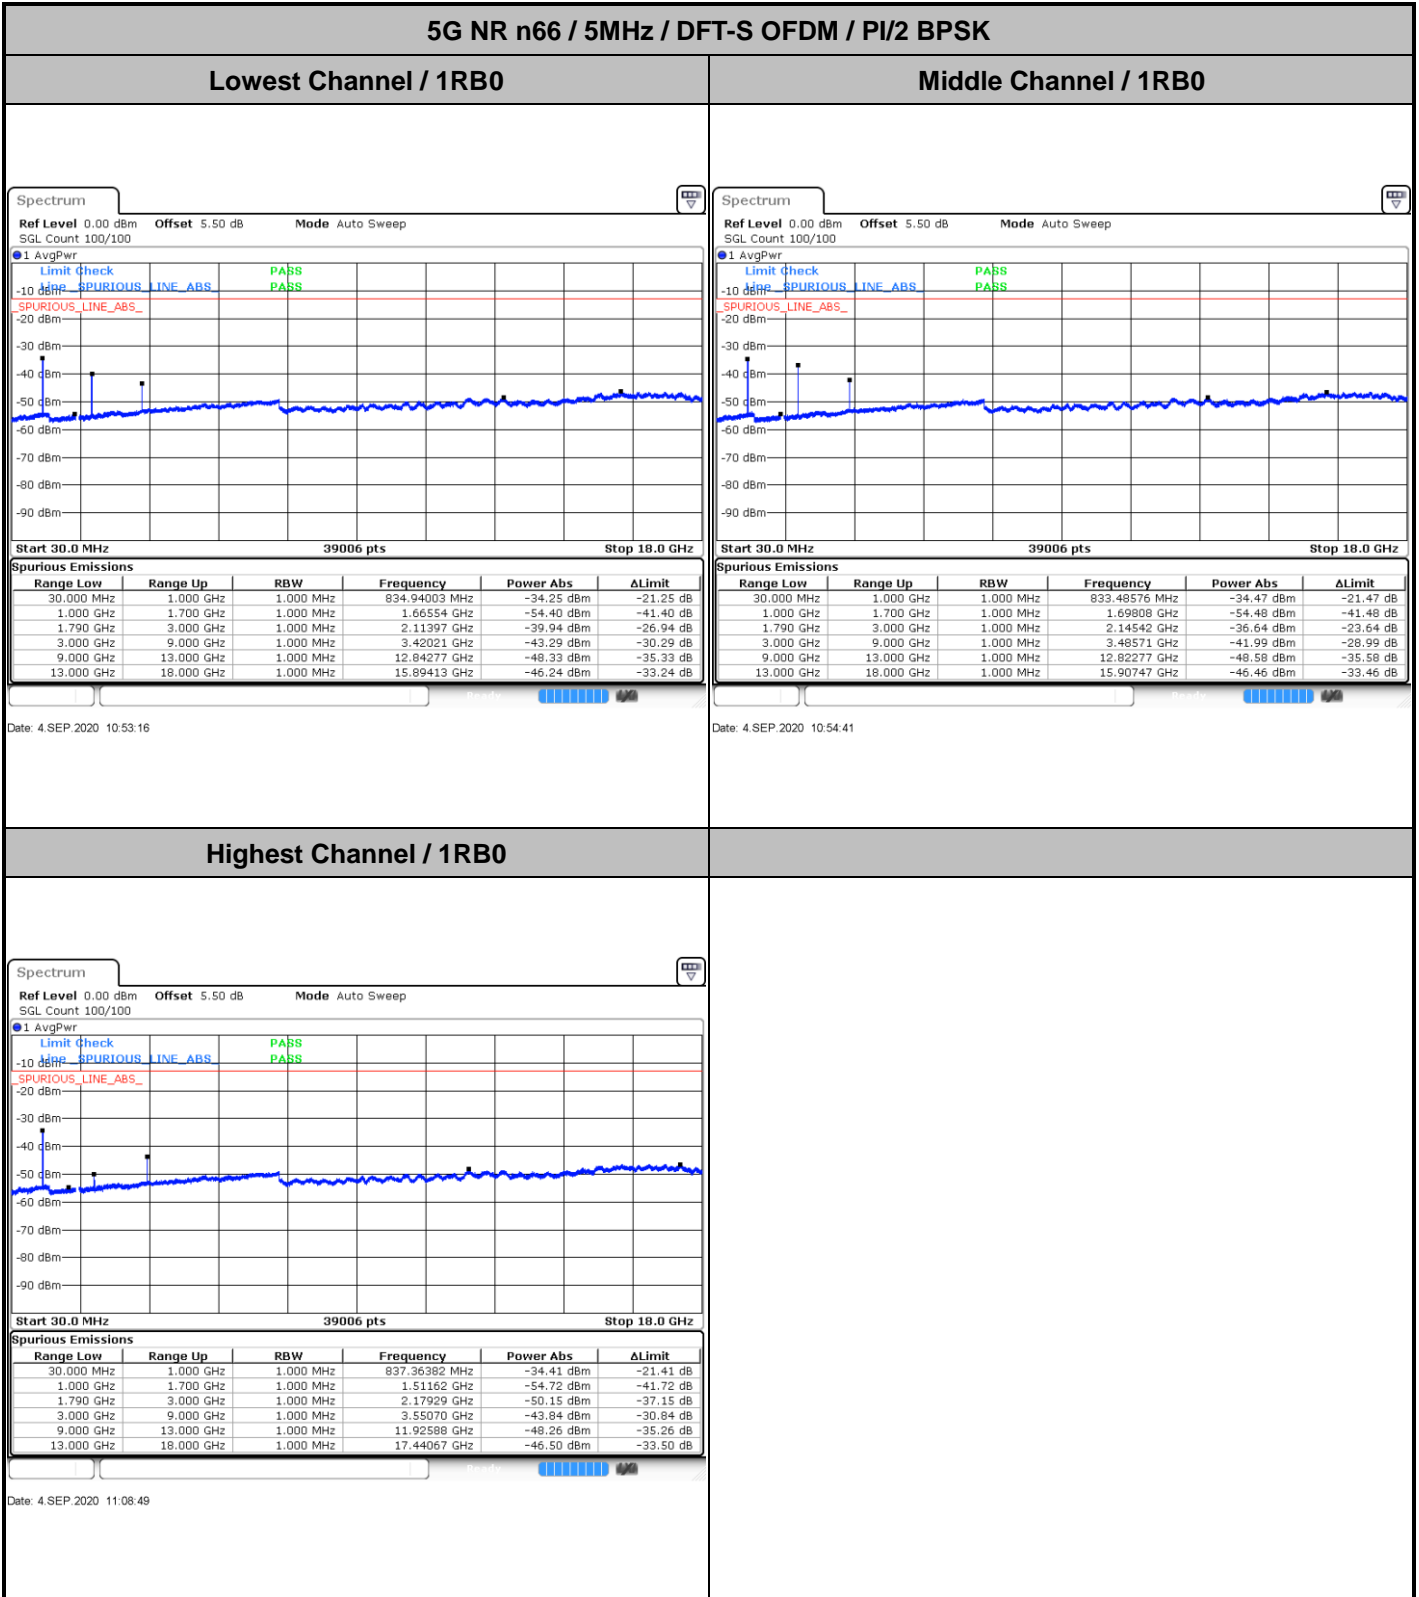 5G NR n66 / 5MHz / DFT-S OFDM / PI/2 BPSK
Lowest Channel / 1RB0
Middle Channel / 1RB0
Spectrum
Ref Level 0.00 dBm Offset 5.50 dB Mode Auto Sweep
SGL Count 100/100
1 AvgPwr
Limit Check PASS
Line _SPURIOUS_LINE_ABS_ PASS
-10 dBm
_SPURIOUS_LINE_ABS_
-20 dBm
-30 dBm
-40 dBm
-50 dBm
-60 dBm
-70 dBm
-80 dBm
-90 dBm
Start 30.0 MHz 39006 pts Stop 18.0 GHz
Spurious Emissions
Range Low Range Up RBW Frequency Power Abs ΔLimit
30.000 MHz 1.000 GHz 1.000 MHz 834.94003 MHz -34.25 dBm -21.25 dB
1.000 GHz 1.700 GHz 1.000 MHz 1.66554 GHz -54.40 dBm -41.40 dB
1.790 GHz 3.000 GHz 1.000 MHz 2.11397 GHz -39.94 dBm -26.94 dB
3.000 GHz 9.000 GHz 1.000 MHz 3.42021 GHz -43.29 dBm -30.29 dB
9.000 GHz 13.000 GHz 1.000 MHz 12.84277 GHz -48.33 dBm -35.33 dB
13.000 GHz 18.000 GHz 1.000 MHz 15.89413 GHz -46.24 dBm -33.24 dB
Ready
Date: 4.SEP.2020 10:53:16
Spectrum
Ref Level 0.00 dBm Offset 5.50 dB Mode Auto Sweep
SGL Count 100/100
1 AvgPwr
Limit Check PASS
Line _SPURIOUS_LINE_ABS_ PASS
-10 dBm
_SPURIOUS_LINE_ABS_
-20 dBm
-30 dBm
-40 dBm
-50 dBm
-60 dBm
-70 dBm
-80 dBm
-90 dBm
Start 30.0 MHz 39006 pts Stop 18.0 GHz
Spurious Emissions
Range Low Range Up RBW Frequency Power Abs ΔLimit
30.000 MHz 1.000 GHz 1.000 MHz 833.48576 MHz -34.47 dBm -21.47 dB
1.000 GHz 1.700 GHz 1.000 MHz 1.69808 GHz -54.48 dBm -41.48 dB
1.790 GHz 3.000 GHz 1.000 MHz 2.14542 GHz -36.64 dBm -23.64 dB
3.000 GHz 9.000 GHz 1.000 MHz 3.48571 GHz -41.99 dBm -28.99 dB
9.000 GHz 13.000 GHz 1.000 MHz 12.82277 GHz -48.58 dBm -35.58 dB
13.000 GHz 18.000 GHz 1.000 MHz 15.90747 GHz -46.46 dBm -33.46 dB
Ready
Date: 4.SEP.2020 10:54:41
Highest Channel / 1RB0
Spectrum
Ref Level 0.00 dBm Offset 5.50 dB Mode Auto Sweep
SGL Count 100/100
1 AvgPwr
Limit Check PASS
Line _SPURIOUS_LINE_ABS_ PASS
-10 dBm
_SPURIOUS_LINE_ABS_
-20 dBm
-30 dBm
-40 dBm
-50 dBm
-60 dBm
-70 dBm
-80 dBm
-90 dBm
Start 30.0 MHz 39006 pts Stop 18.0 GHz
Spurious Emissions
Range Low Range Up RBW Frequency Power Abs ΔLimit
30.000 MHz 1.000 GHz 1.000 MHz 837.36382 MHz -34.41 dBm -21.41 dB
1.000 GHz 1.700 GHz 1.000 MHz 1.51162 GHz -54.72 dBm -41.72 dB
1.790 GHz 3.000 GHz 1.000 MHz 2.17929 GHz -50.15 dBm -37.15 dB
3.000 GHz 9.000 GHz 1.000 MHz 3.55070 GHz -43.84 dBm -30.84 dB
9.000 GHz 13.000 GHz 1.000 MHz 11.92588 GHz -48.26 dBm -35.26 dB
13.000 GHz 18.000 GHz 1.000 MHz 17.44067 GHz -46.50 dBm -33.50 dB
Ready
Date: 4.SEP.2020 11:08:49